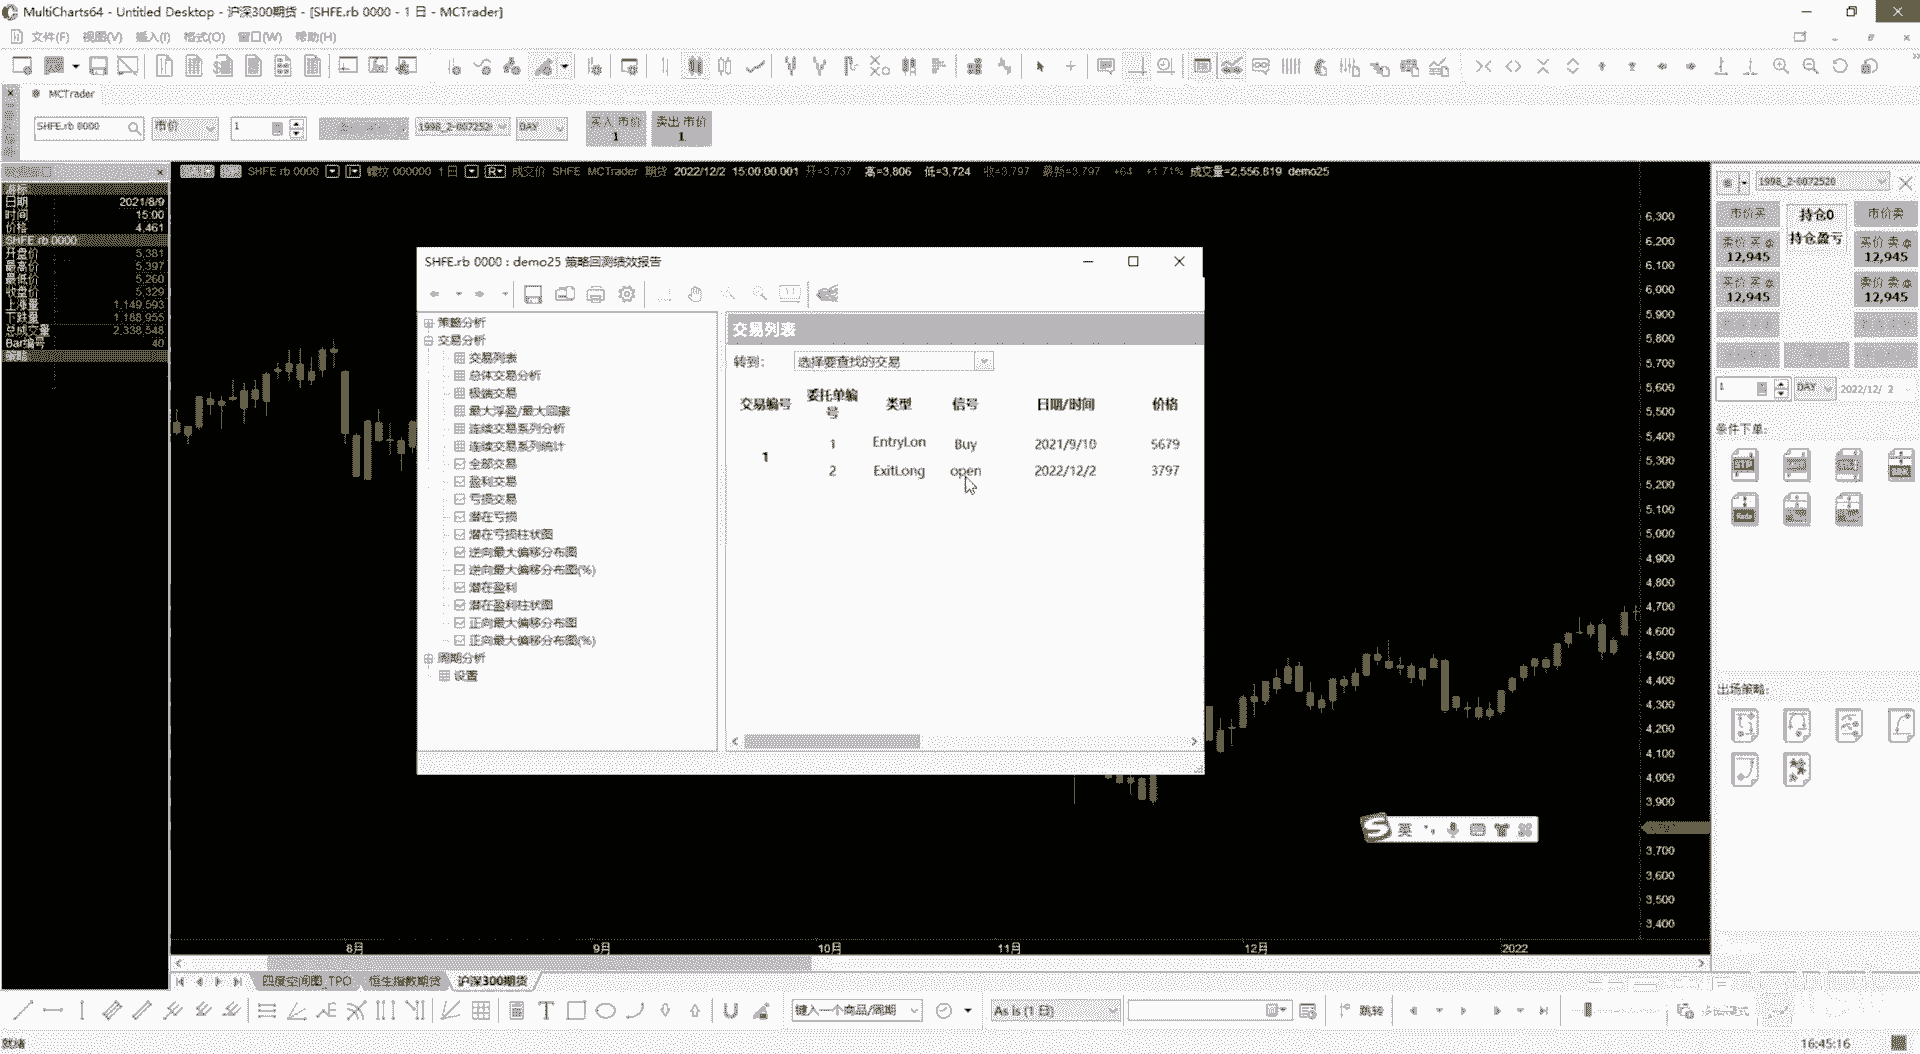 MultiCharts64 - Untitled Desktop - 沪深300期货 - [SHFE.rb 0000 - 1 日 - MCTrader]
文件(F) 视图(V) 插入(I) 格式(O) 窗口(W) 帮助(H)
MCTrader
SHFE.rb 0000 市价 1 DAY 买入 市价 卖出 市价
1 1
SHFE rb 0000 螺纹 000000 1 日 成交价 SHFE MCTrader 期货 2022/12/2 15:00:00.001 开=3,737 高=3,806 低=3,724 收=3,797 最新=3,797 +64 +1.71% 成交量=2,556,819 demo25
游标
日期 2021/8/9
时间 15:00
价格 4,461
SHFE rb 0000
开盘价 5,381
最高价 5,397
最低价 5,260
收盘价 5,329
上涨量 1,149,593
下跌量 1,188,955
总成交量 2,338,548
Bar编号 40
策略
SHFE.rb 0000 : demo25 策略回测绩效报告
策略分析
交易分析
交易列表
总体交易分析
极端交易
最大浮盈/最大回撤
连续交易系列分析
连续交易系列统计
全部交易
盈利交易
亏损交易
潜在亏损
潜在亏损柱状图
逆向最大偏移分布图
逆向最大偏移分布图(%)
潜在盈利
潜在盈利柱状图
正向最大偏移分布图
正向最大偏移分布图(%)
周期分析
设置
交易列表
转到: 选择要查找的交易
交易编号 委托单编号 类型 信号 日期/时间 价格
1
1 EntryLon Buy 2021/9/10 5679
2 ExitLong open 2022/12/2 3797
6,300
6,200
6,100
6,000
5,900
5,800
5,700
5,600
5,500
5,400
5,300
5,200
5,100
5,000
4,900
4,800
4,700
4,600
4,500
4,400
4,300
4,200
4,100
4,000
3,900
3,700
3,600
3,500
3,400
8月 9月 10月 11月 12月 2022
1998_2-0072520
市价买 持仓0 市价卖
持仓盈亏
12,945 12,945
12,945 12,945
1 DAY 2022/12/ 2
条件下单:
出场策略:
英
四度空间图_TPO 恒生指数期货 沪深300期货
键入一个商品/周期 As is (1 日) 跳转
就绪 16:45:16